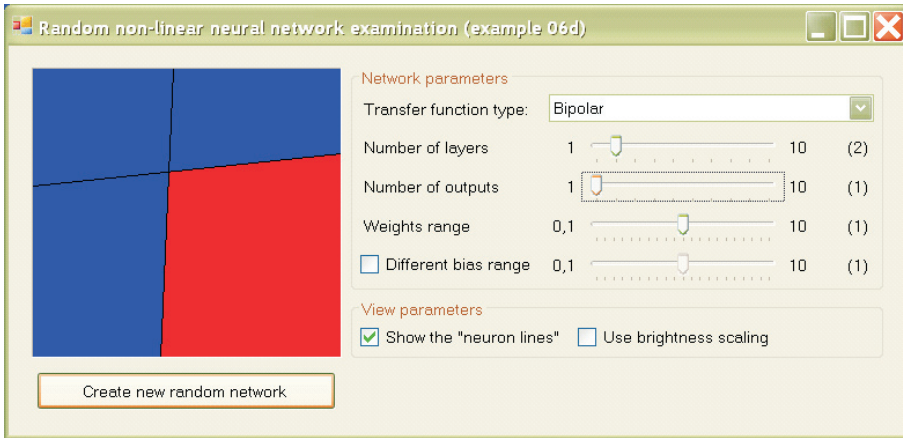 Random non-linear neural network examination (example 06d)
Network parameters
Transfer function type: Bipolar
Number of layers 1 10 (2)
Number of outputs 1 10 (1)
Weights range 0,1 10 (1)
Different bias range 0,1 10 (1)
View parameters
Show the "neuron lines" Use brightness scaling
Create new random network